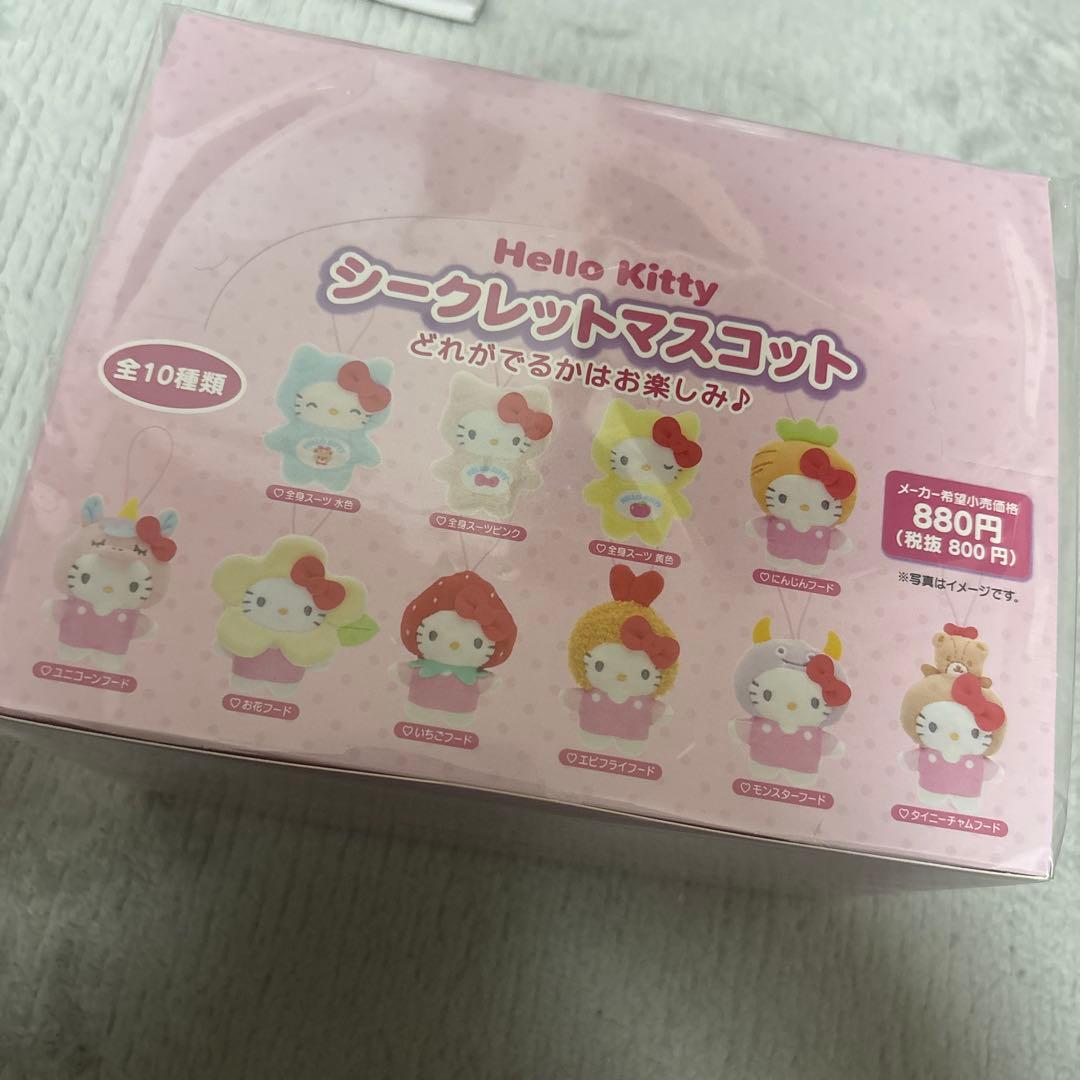 Hello Kitty
シークレットマスコット
どれがでるかはお楽しみ♪
全10種類
♡全身スーツ 水色
♡全身スーツピンク
♡全身スーツ 黄色
♡にんじんフード
メーカー希望小売価格
880円
(税抜 800 円)
※写真はイメージです。
♡ユニコーンフード
♡お花フード
♡いちごフード
♡エビフライフード
♡モンスターフード
♡タイニーチャムフード